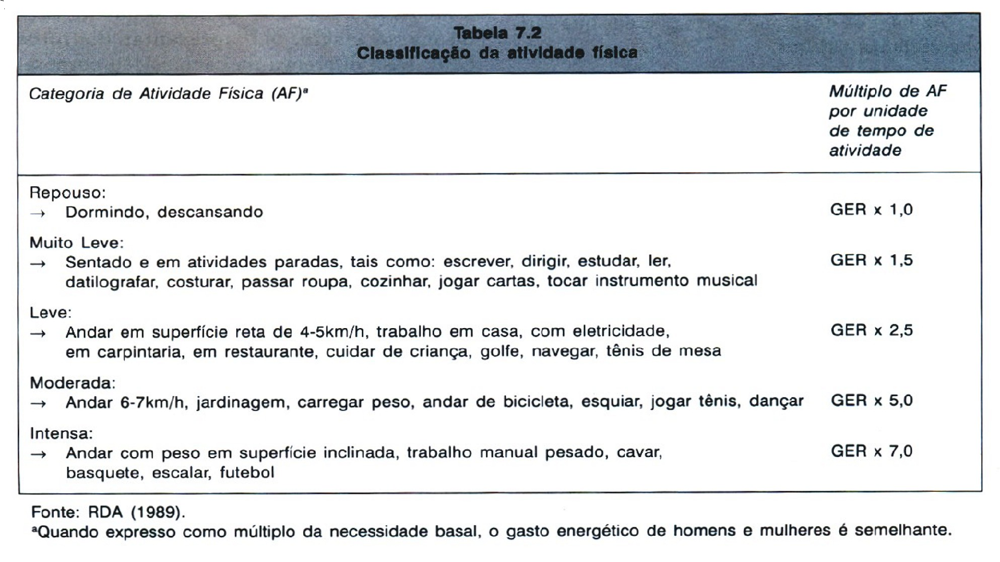 Tabela 7.2
Classificação da atividade física
Categoria de Atividade Física (AF)ª
Múltiplo de AF
por unidade
de tempo de
atividade
Repouso:
→ Dormindo, descansando GER x 1,0
Muito Leve:
→ Sentado e em atividades paradas, tais como: escrever, dirigir, estudar, ler, GER x 1,5
datilografar, costurar, passar roupa, cozinhar, jogar cartas, tocar instrumento musical
Leve:
→ Andar em superfície reta de 4-5km/h, trabalho em casa, com eletricidade, GER x 2,5
em carpintaria, em restaurante, cuidar de criança, golfe, navegar, tênis de mesa
Moderada:
→ Andar 6-7km/h, jardinagem, carregar peso, andar de bicicleta, esquiar, jogar tênis, dançar GER x 5,0
Intensa:
→ Andar com peso em superfície inclinada, trabalho manual pesado, cavar, GER x 7,0
basquete, escalar, futebol
Fonte: RDA (1989).
ªQuando expresso como múltiplo da necessidade basal, o gasto energético de homens e mulheres é semelhante.